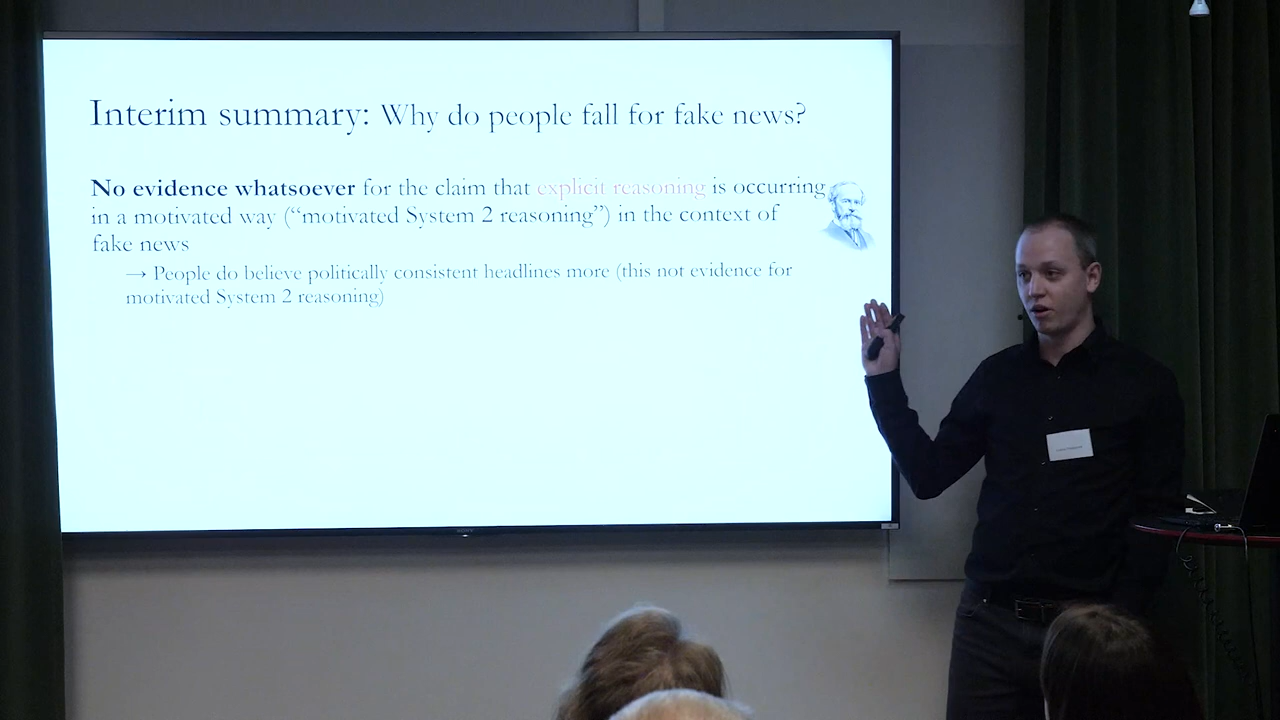 Interim summary: Why do people fall for fake news?
No evidence whatsoever for the claim that explicit reasoning is occurring
in a motivated way (“motivated System 2 reasoning”) in the context of
fake news
→ People do believe politically consistent headlines more (this not evidence for
motivated System 2 reasoning)
SONY